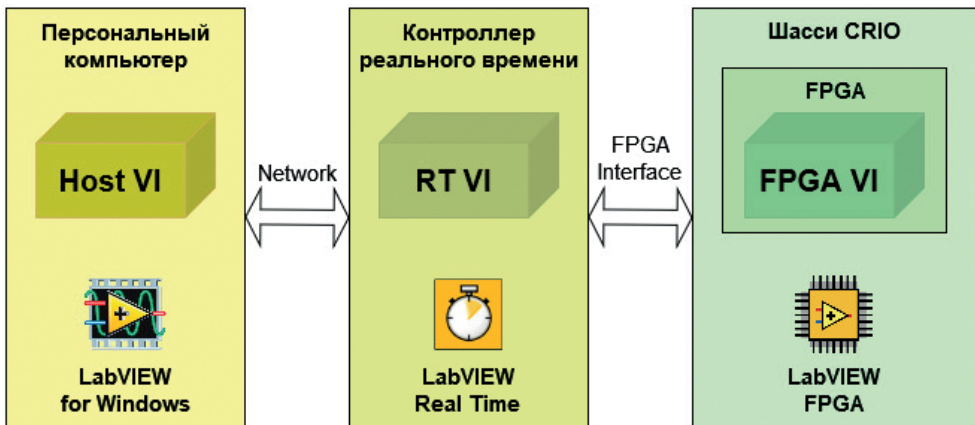 Персональный
компьютер
Host VI
LabVIEW
for Windows
Network
Контроллер
реального времени
RT VI
LabVIEW
Real Time
FPGA
Interface
Шасси CRIO
FPGA
FPGA VI
LabVIEW
FPGA